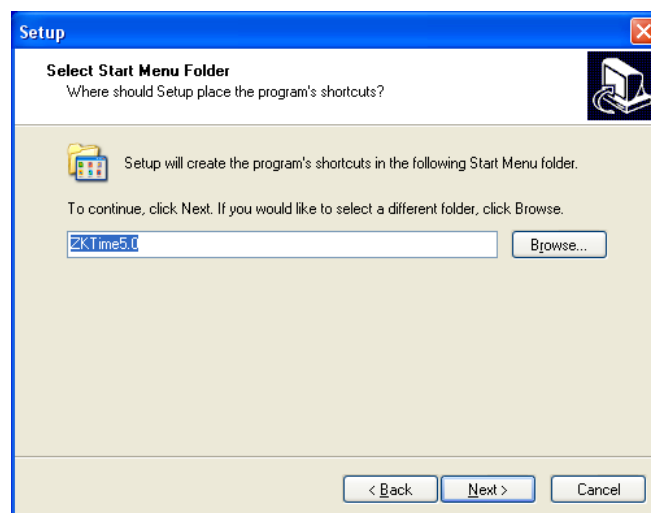 Setup
Select Start Menu Folder
Where should Setup place the program's shortcuts?
Setup will create the program's shortcuts in the following Start Menu folder.
To continue, click Next. If you would like to select a different folder, click Browse.
ZKTime5.0
Browse...
< Back
Next >
Cancel